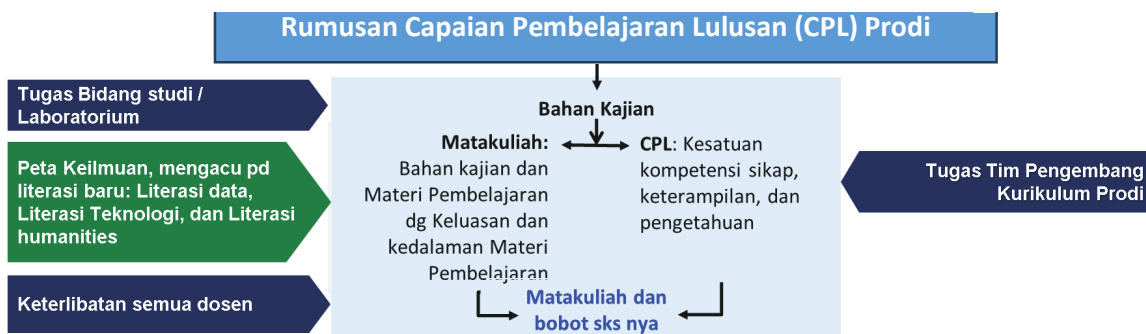 Rumusan Capaian Pembelajaran Lulusan (CPL) Prodi
Tugas Bidang studi /
Laboratorium
Peta Keilmuan, mengacu pd
literasi baru: Literasi data,
Literasi Teknologi, dan Literasi
humanities
Keterlibatan semua dosen
Bahan Kajian
Matakuliah:
Bahan kajian dan
Materi Pembelajaran
dg Keluasan dan
kedalaman Materi
Pembelajaran
CPL: Kesatuan
kompetensi sikap,
keterampilan, dan
pengetahuan
Matakuliah dan
bobot sks nya
Tugas Tim Pengembang
Kurikulum Prodi